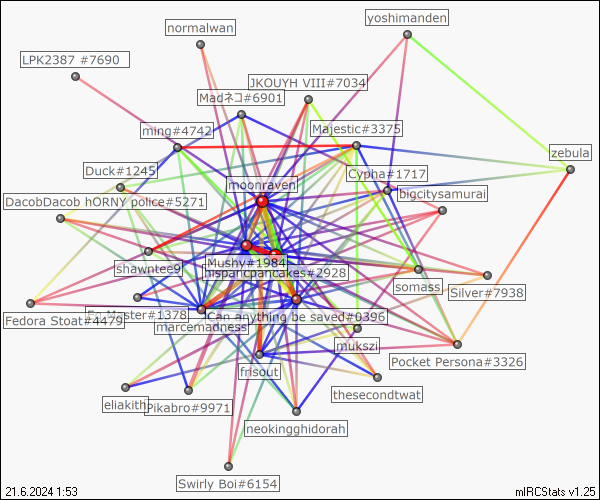 yoshimanden
normalwan
LPK2387 #7690
JKOUYH VIII#7034
Madネコ#6901
ming#4742
Majestic#3375
zebula
Duck#1245
Cypha#1717
moonraven
bigcitysamurai
DacobDacob hORNY police#5271
Mushy#1984
shawntee9
hispanicpancakes#2928
somass
Silver#7938
Master#1378
Can anything be saved#0396
Fedora Stoat#4479
marcemadness
mukszi
Pocket Persona#3326
frisout
thesecondtwat
eliakith
Pikabro#9971
neokingghidorah
Swirly Boi#6154
21.6.2024 1:53
mIRCStats v1.25